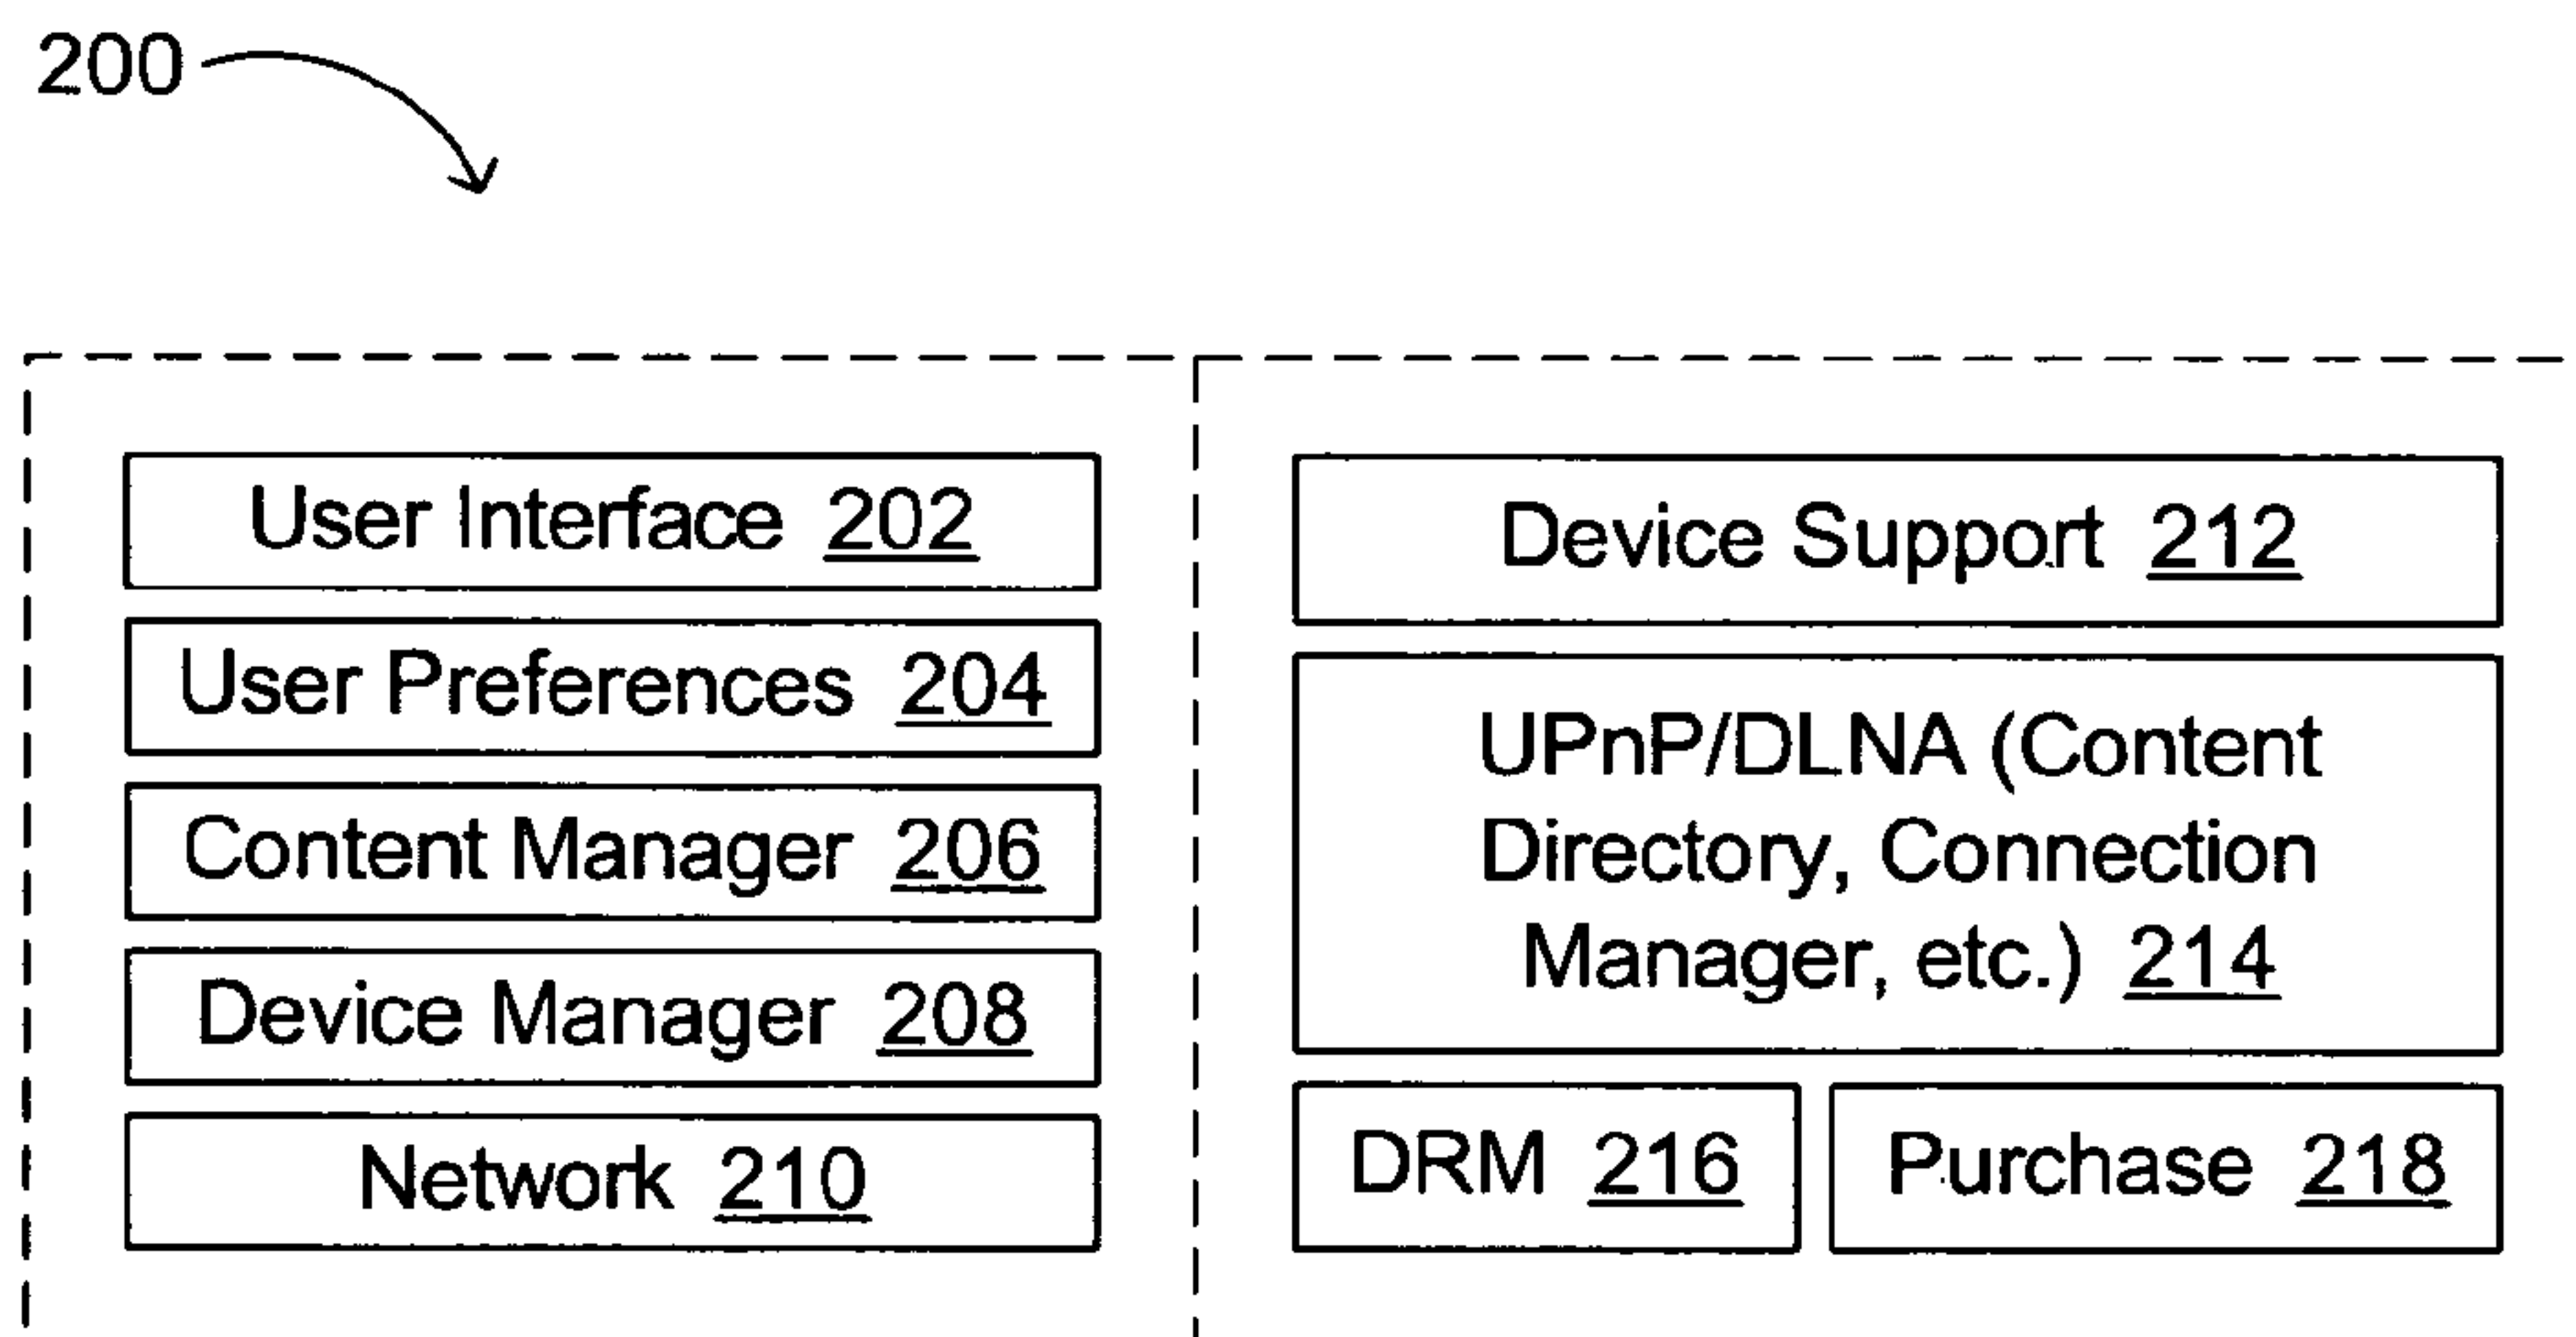 200
User Interface 202
User Preferences 204
Content Manager 206
Device Manager 208
Network 210
Device Support 212
UPnP/DLNA (Content
Directory, Connection
Manager, etc.) 214
DRM 216
Purchase 218